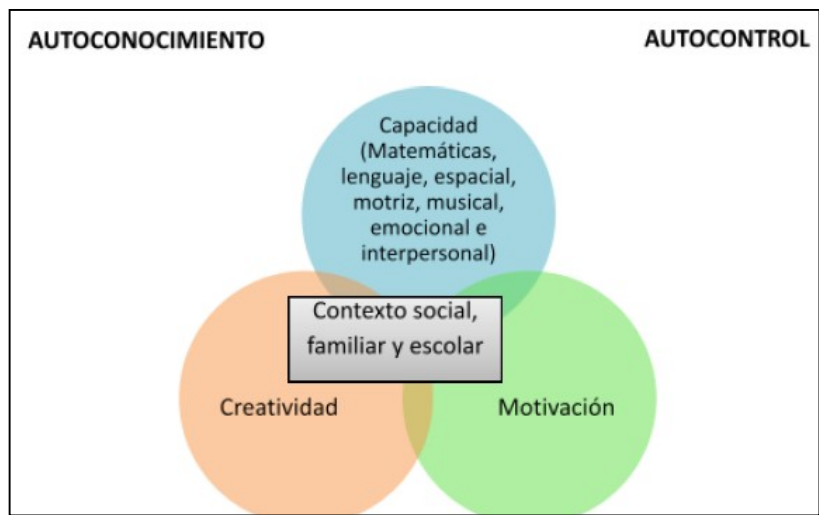 AUTOCONOCIMIENTO
AUTOCONTROL
Capacidad
(Matemáticas,
lenguaje, espacial,
motriz, musical,
emocional e
interpersonal)
Contexto social,
familiar y escolar
Creatividad
Motivación